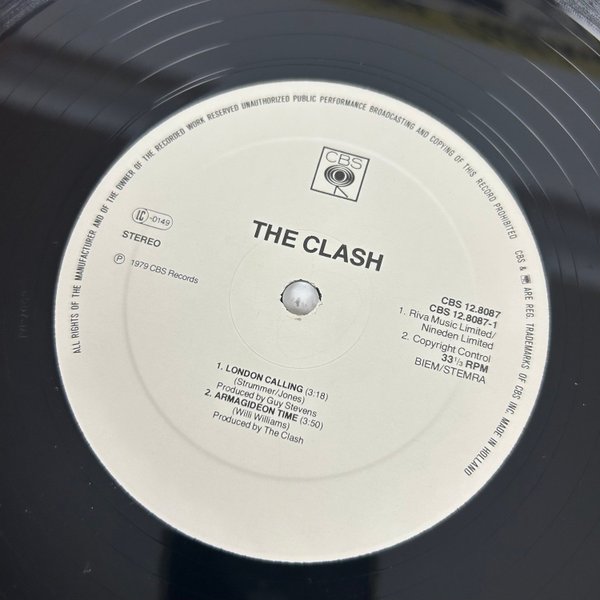 ALL RIGHTS OF THE MANUFACTURER AND OF THE OWNER OF THE RECORDED WORK RESERVED UNAUTHORIZED PUBLIC PERFORMANCE BROADCASTING AND COPYING OF THIS RECORD PROHIBITED
CBS & ARE REG. TRADEMARKS OF CBS INC. MADE IN HOLLAND
CBS
LC -0149
STEREO
Ⓟ 1979 CBS Records
THE CLASH
CBS 12.8087
CBS 12.8087-1
1. Riva Music Limited/
Nineden Limited
2. Copyright Control
33 1/3 RPM
BIEM/STEMRA
1. LONDON CALLING (3:18)
(Strummer/Jones)
Produced by Guy Stevens
2. ARMAGIDEON TIME (3:50)
(Willi Williams)
Produced by The Clash